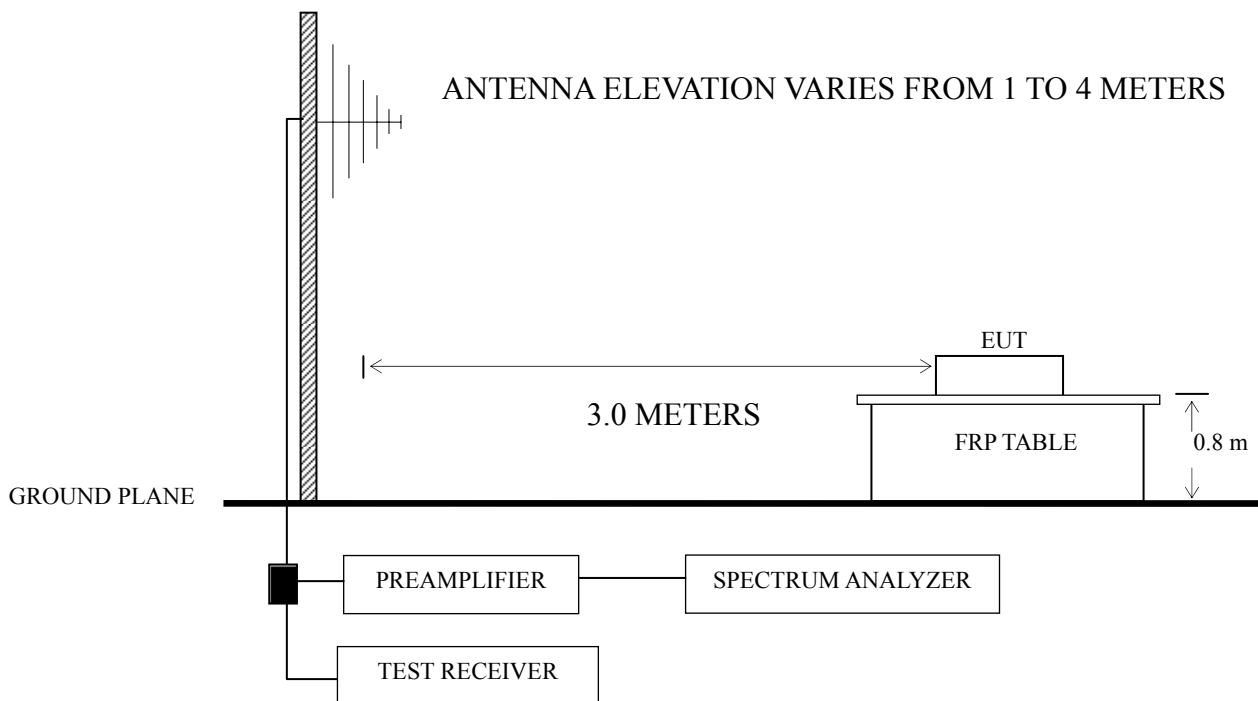 ANTENNA ELEVATION VARIES FROM 1 TO 4 METERS
EUT
3.0 METERS
FRP TABLE
0.8 m
GROUND PLANE
PREAMPLIFIER
SPECTRUM ANALYZER
TEST RECEIVER